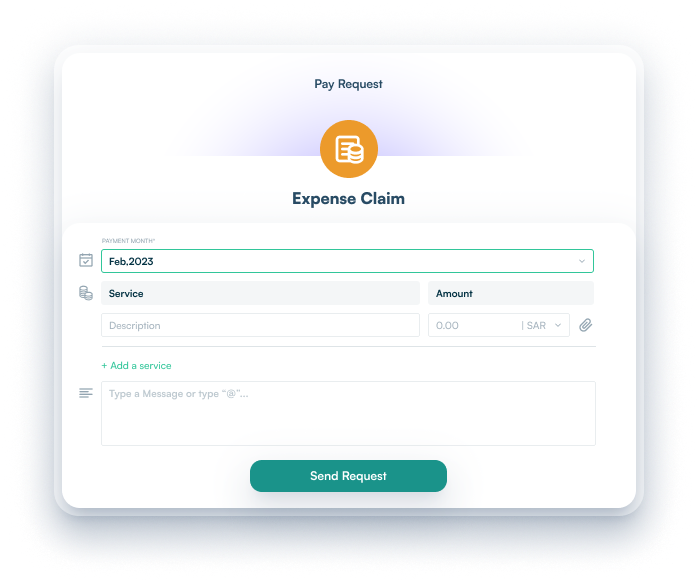 Pay Request
Expense Claim
PAYMENT MONTH*
Feb,2023
Service Amount
Description 0.00 | SAR
+ Add a service
Type a Message or type “@”...
Send Request